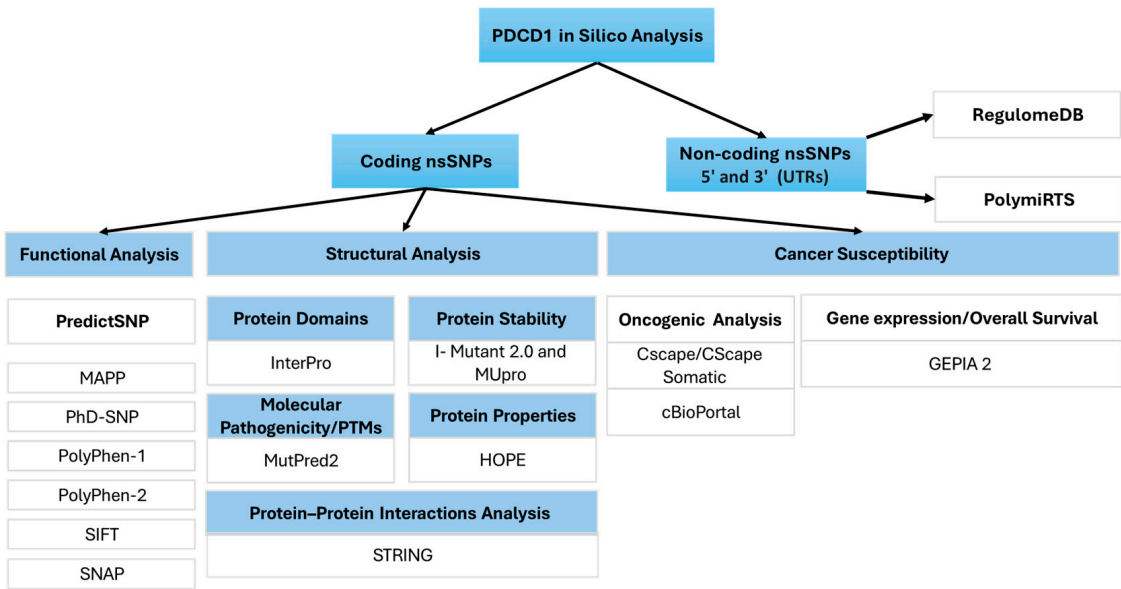 PDCD1 in Silico Analysis
RegulomeDB
Coding nsSNPs
Non-coding nsSNPs
5' and 3' (UTRs)
PolymiRTS
Functional Analysis
Structural Analysis
Cancer Susceptibility
PredictSNP
MAPP
PhD-SNP
PolyPhen-1
PolyPhen-2
SIFT
SNAP
Protein Domains
InterPro
Protein Stability
I- Mutant 2.0 and
MUpro
Molecular
Pathogenicity/PTMs
MutPred2
Protein Properties
HOPE
Protein–Protein Interactions Analysis
STRING
Oncogenic Analysis
Cscape/CScape
Somatic
cBioPortal
Gene expression/Overall Survival
GEPIA 2